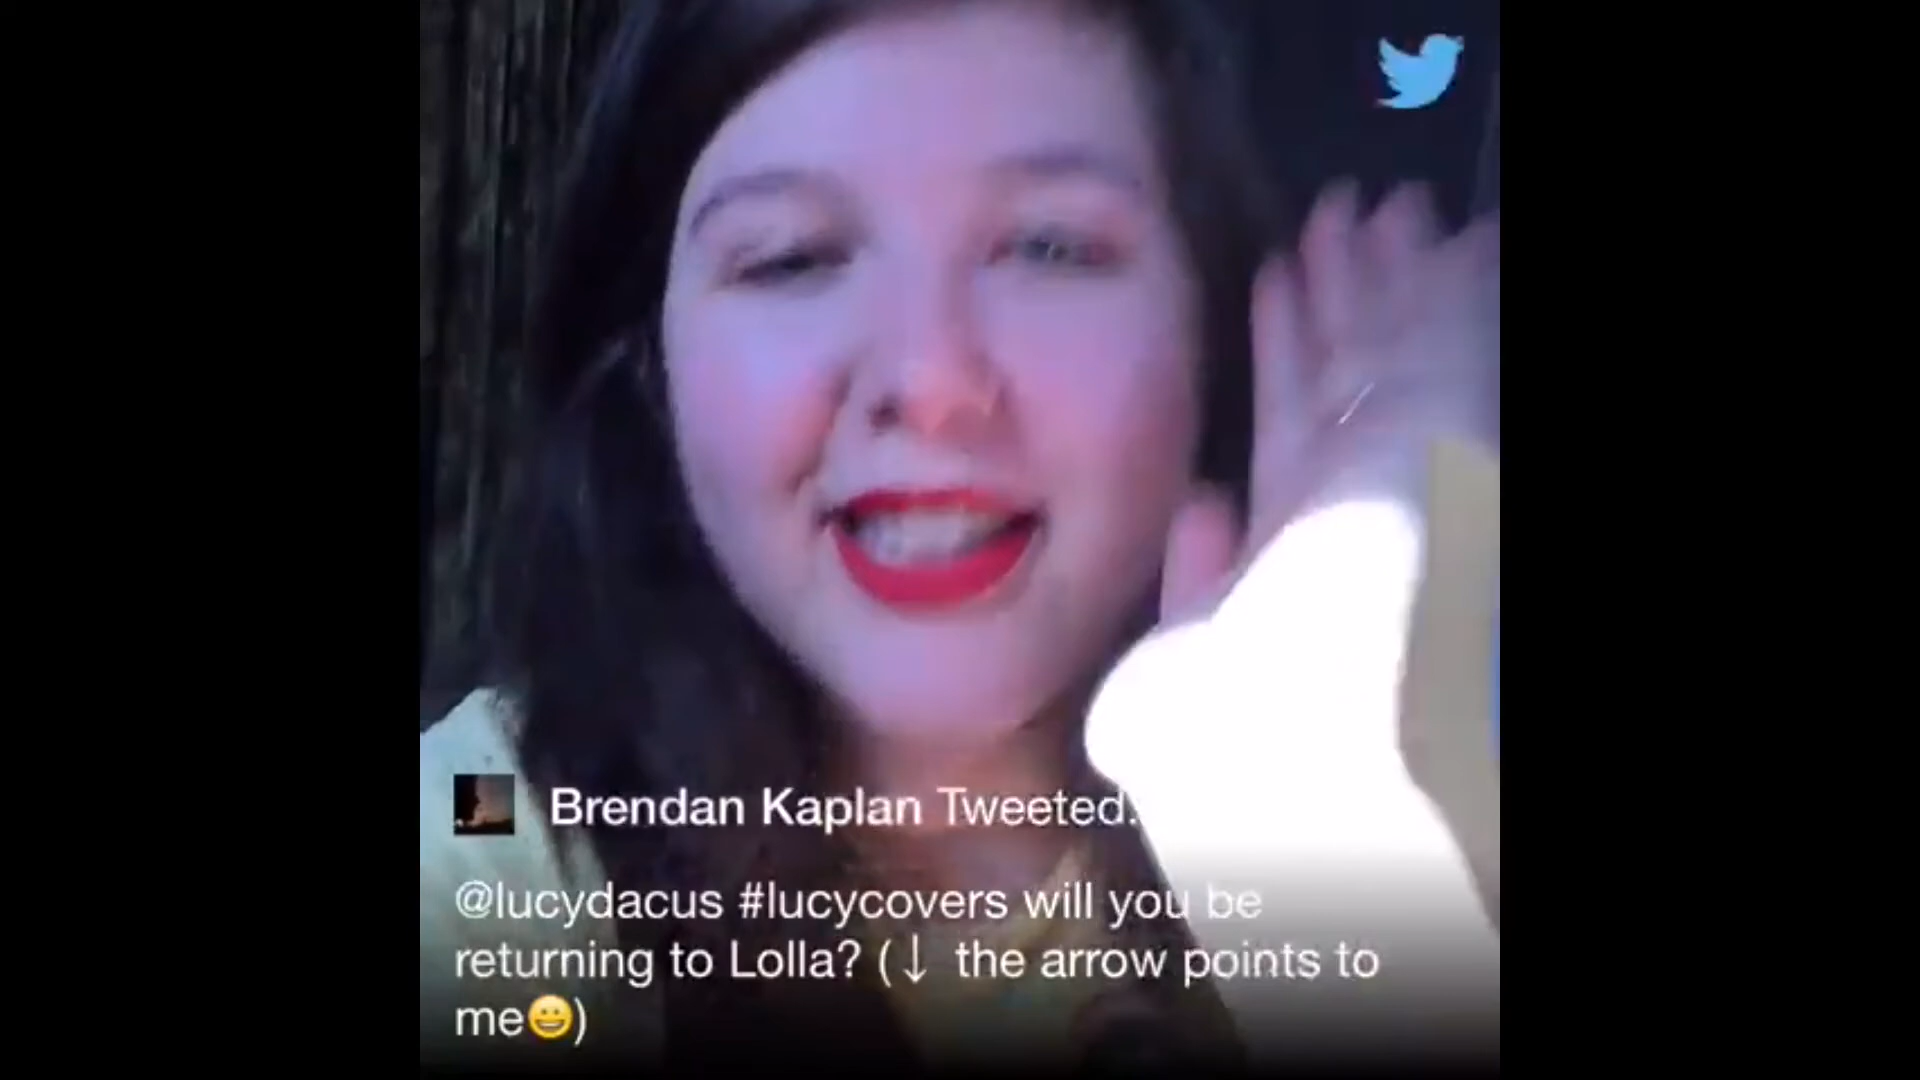 Brendan Kaplan Tweeted:
@lucydacus #lucycovers will you be
returning to Lolla? (↓ the arrow points to
me😀)